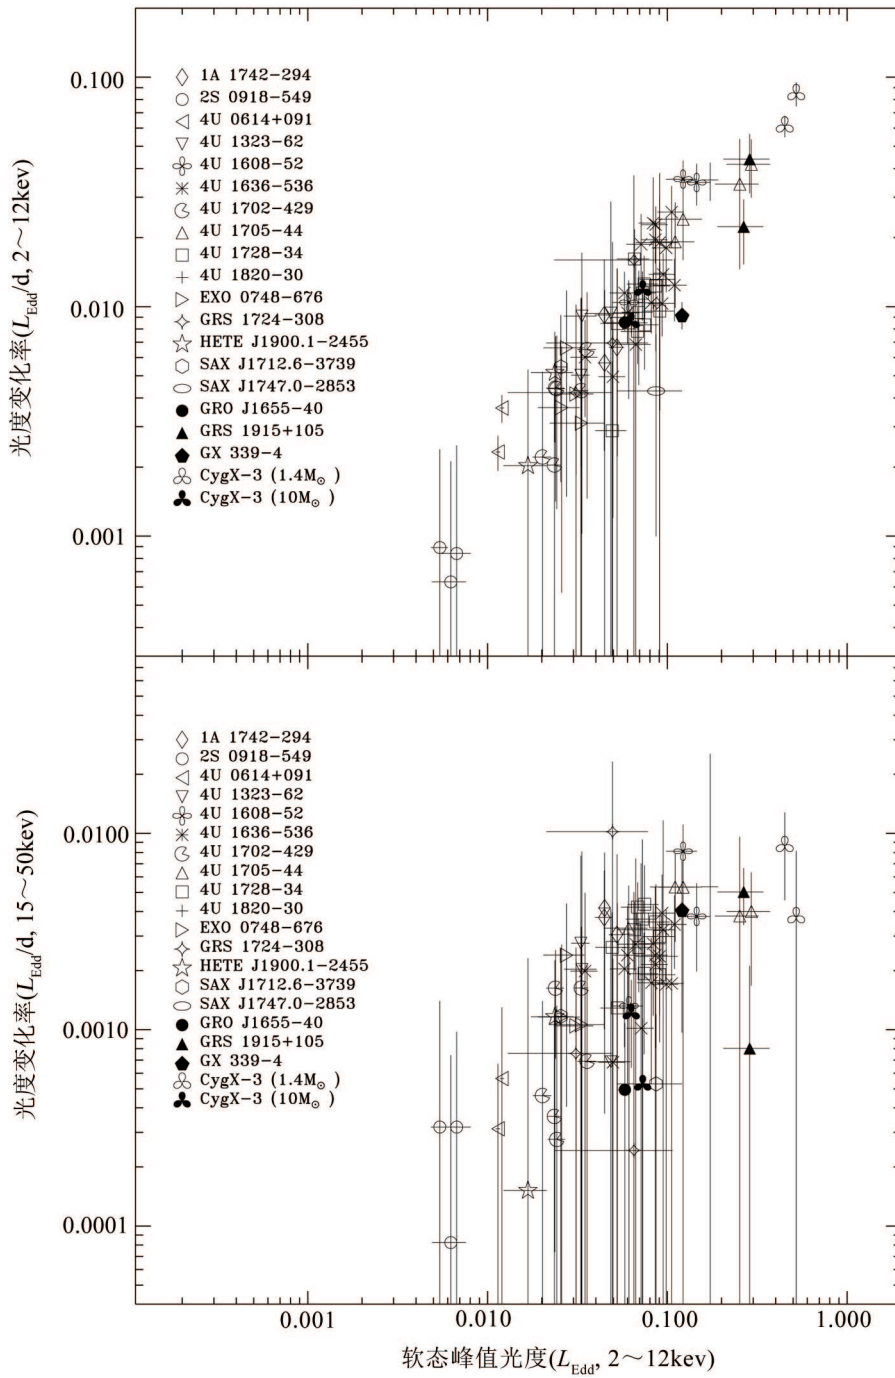 光度变化率(L_Edd/d, 2～12kev)
0.100
0.010
0.001
1A 1742-294
2S 0918-549
4U 0614+091
4U 1323-62
4U 1608-52
4U 1636-536
4U 1702-429
4U 1705-44
4U 1728-34
4U 1820-30
EXO 0748-676
GRS 1724-308
HETE J1900.1-2455
SAX J1712.6-3739
SAX J1747.0-2853
GRO J1655-40
GRS 1915+105
GX 339-4
CygX-3 (1.4M⊙ )
CygX-3 (10M⊙ )
光度变化率(L_Edd/d, 15～50kev)
0.0100
0.0010
0.0001
1A 1742-294
2S 0918-549
4U 0614+091
4U 1323-62
4U 1608-52
4U 1636-536
4U 1702-429
4U 1705-44
4U 1728-34
4U 1820-30
EXO 0748-676
GRS 1724-308
HETE J1900.1-2455
SAX J1712.6-3739
SAX J1747.0-2853
GRO J1655-40
GRS 1915+105
GX 339-4
CygX-3 (1.4M⊙ )
CygX-3 (10M⊙ )
0.001 0.010 0.100 1.000
软态峰值光度(L_Edd, 2～12kev)